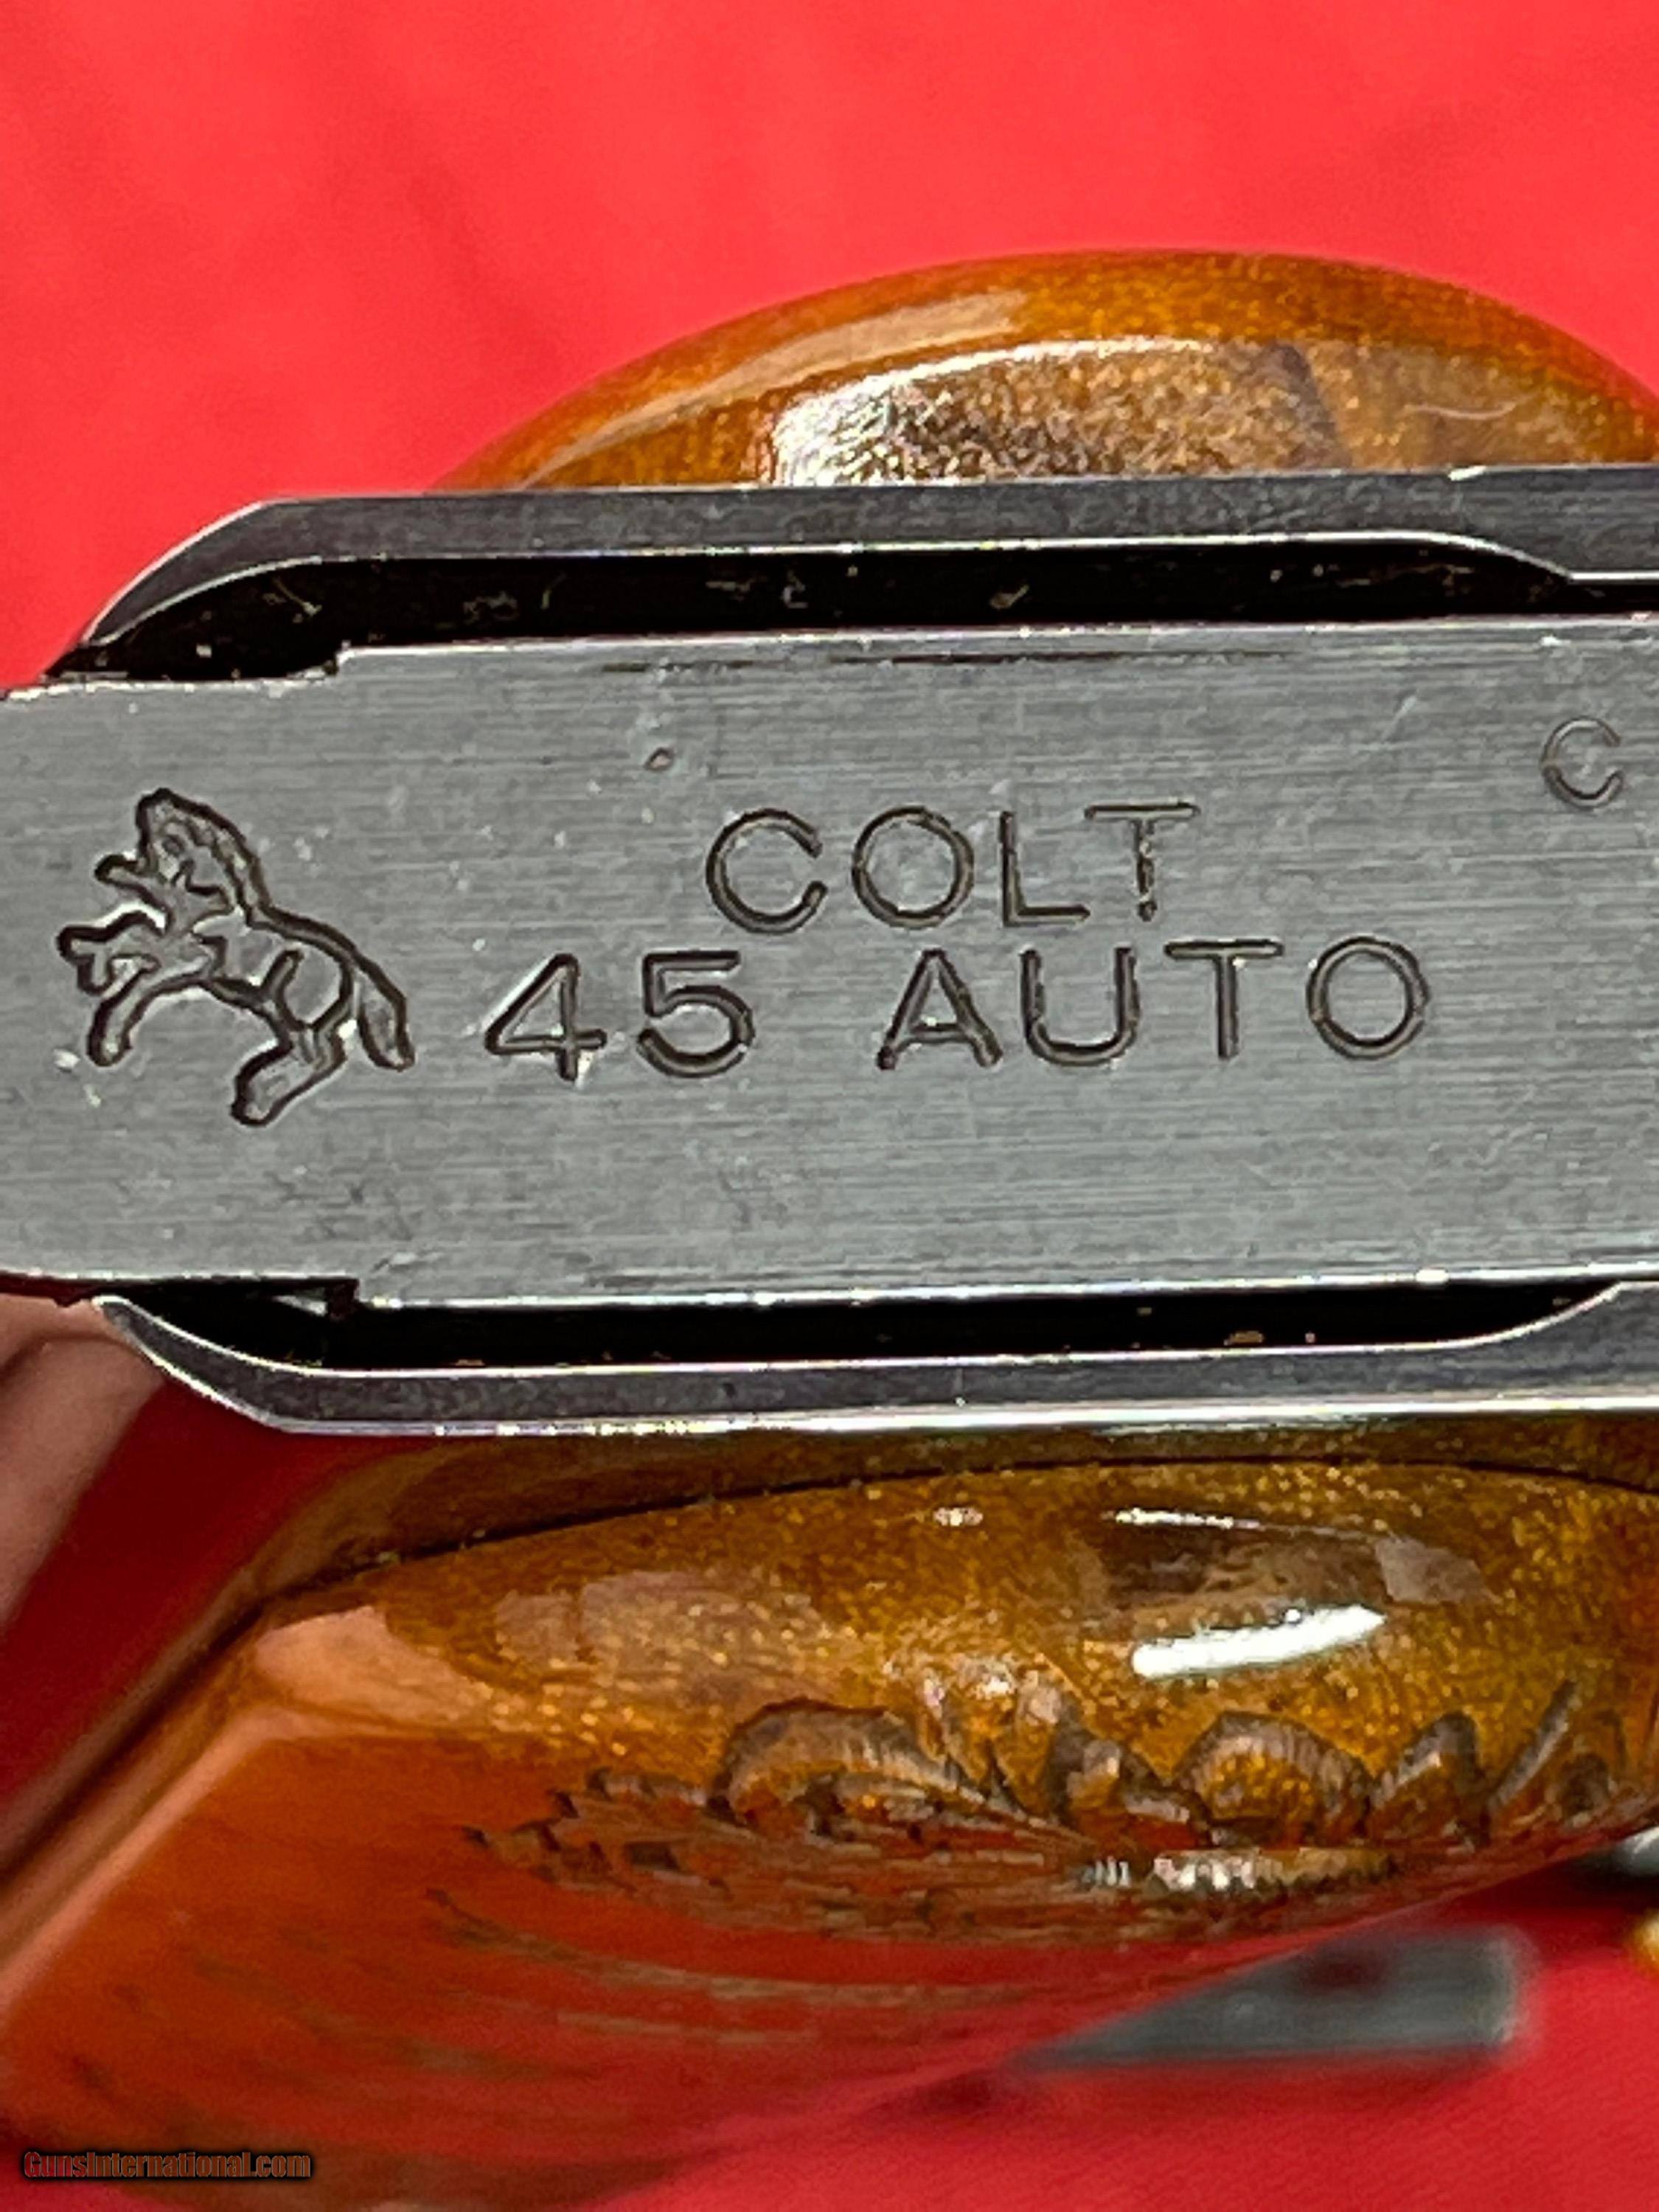 C
COLT
45 AUTO
GunsInternational.com